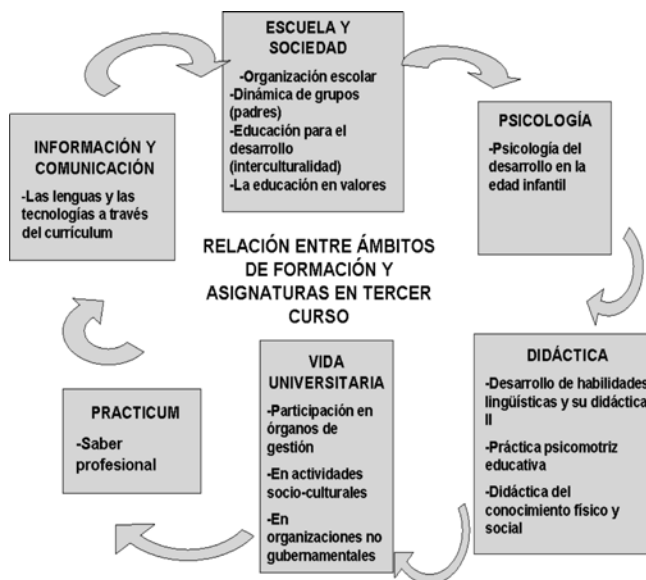 ESCUELA Y
SOCIEDAD
-Organización escolar
-Dinámica de grupos
(padres)
-Educación para el
desarrollo
(interculturalidad)
-La educación en valores
PSICOLOGÍA
-Psicología del
desarrollo en la
edad infantil
DIDÁCTICA
-Desarrollo de habilidades
lingüísticas y su didáctica
II
-Práctica psicomotriz
educativa
-Didáctica del
conocimiento físico y
social
VIDA
UNIVERSITARIA
-Participación en
órganos de
gestión
-En actividades
socio-culturales
-En
organizaciones no
gubernamentales
PRACTICUM
-Saber
profesional
INFORMACIÓN Y
COMUNICACIÓN
-Las lenguas y las
tecnologías a través
del currículum
RELACIÓN ENTRE ÁMBITOS
DE FORMACIÓN Y
ASIGNATURAS EN TERCER
CURSO